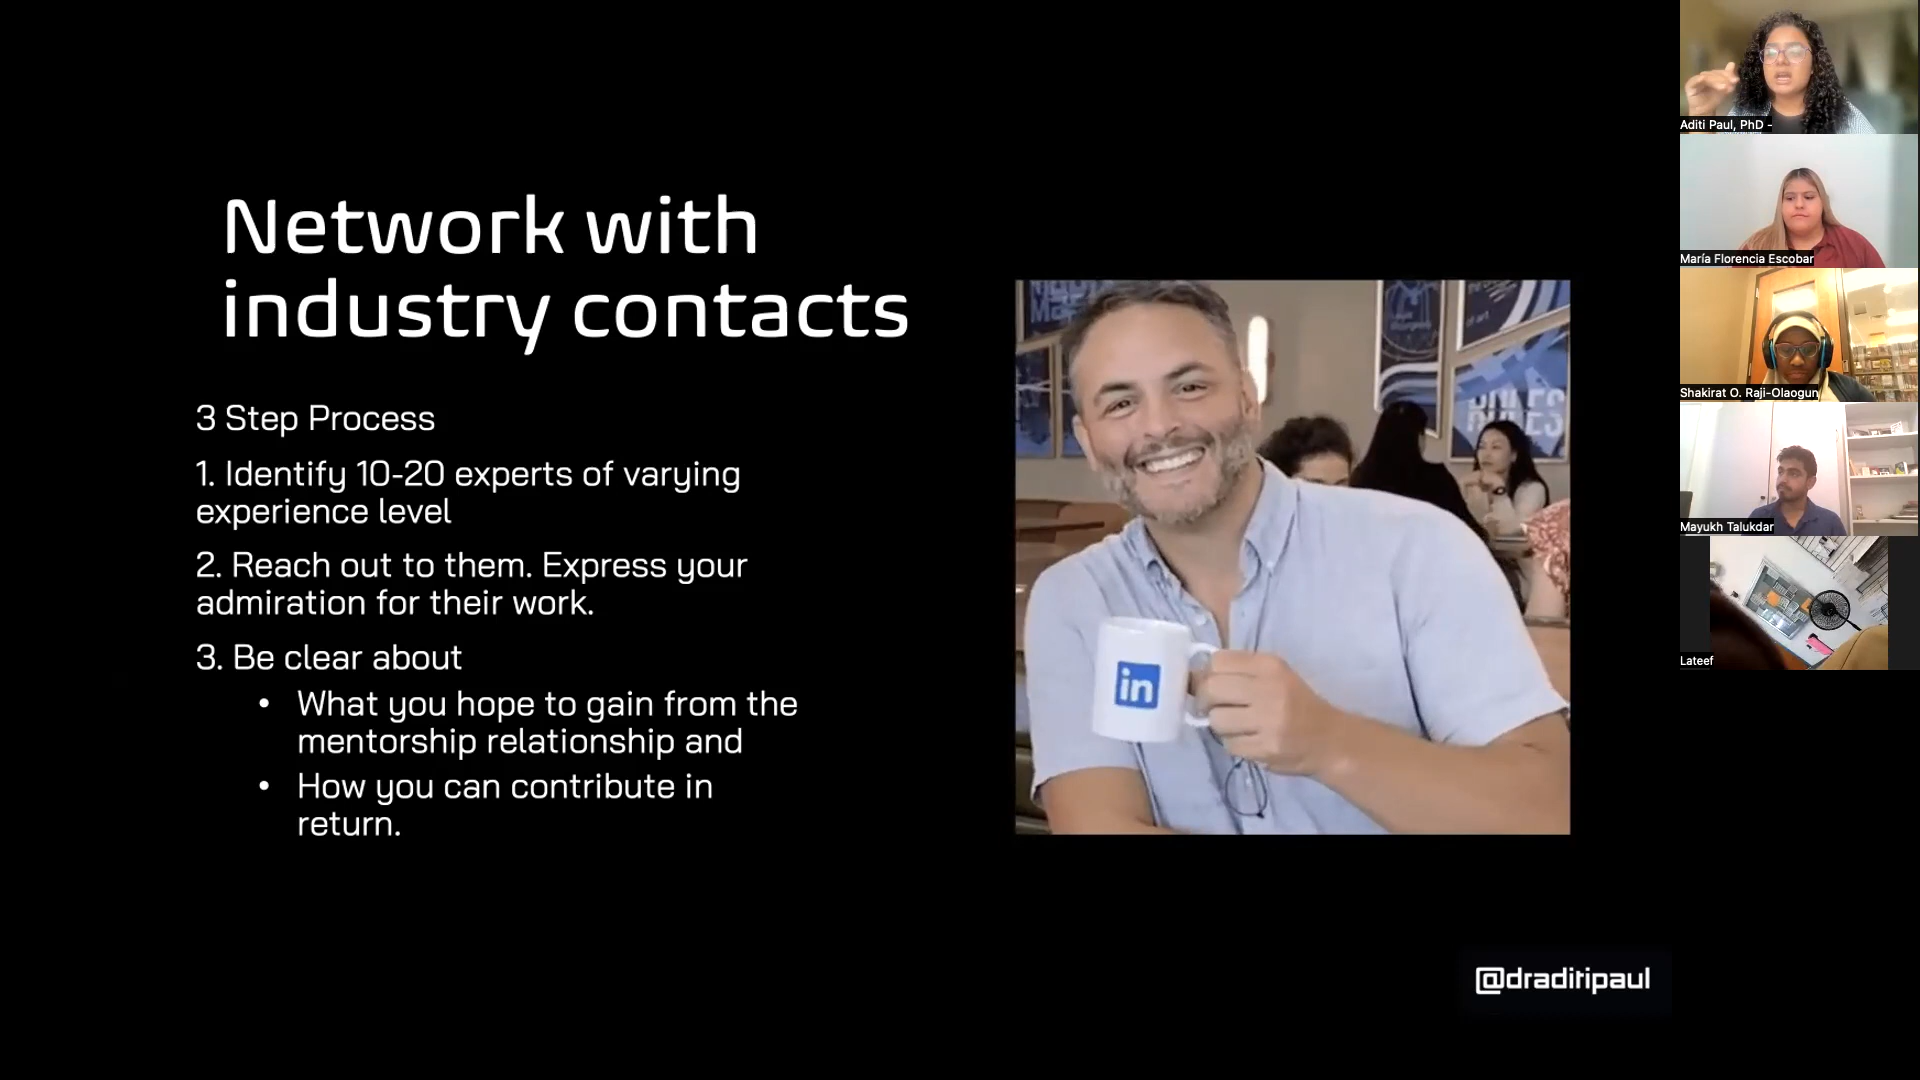 Network with
industry contacts
3 Step Process
1. Identify 10-20 experts of varying
experience level
2. Reach out to them. Express your
admiration for their work.
3. Be clear about
• What you hope to gain from the
mentorship relationship and
• How you can contribute in
return.
in
@draditipaul
Aditi Paul, PhD -
María Florencia Escobar
Shakirat O. Raji-Olaogun
Mayukh Talukdar
Lateef